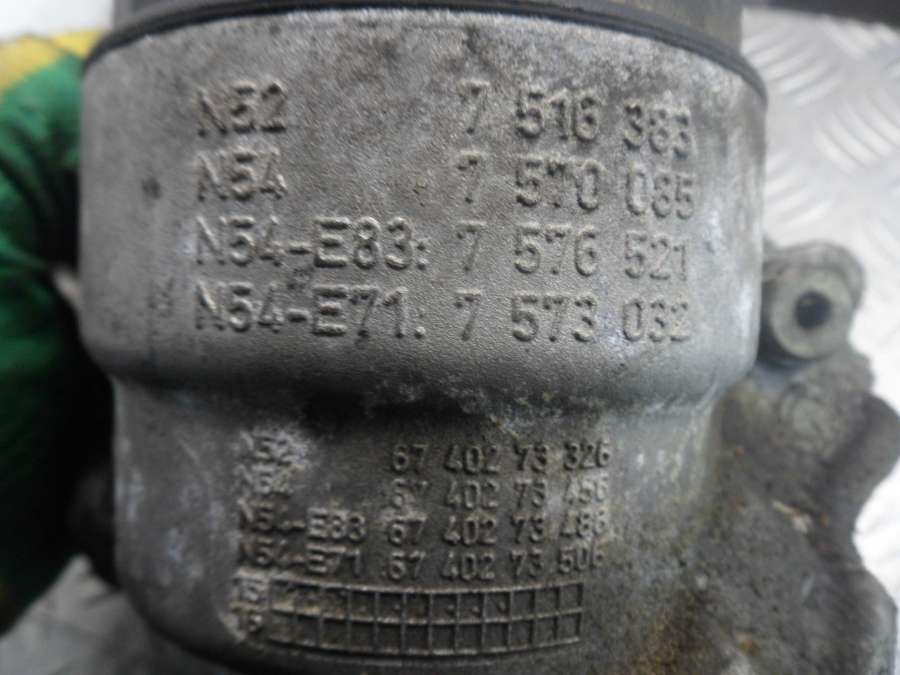 N52 7 516 383
N54 7 570 085
N54-E83: 7 576 521
N54-E71: 7 573 032
N52 67 402 73 326
N54 67 402 73 456
N54-E83 67 402 73 486
N54-E71 67 402 73 506